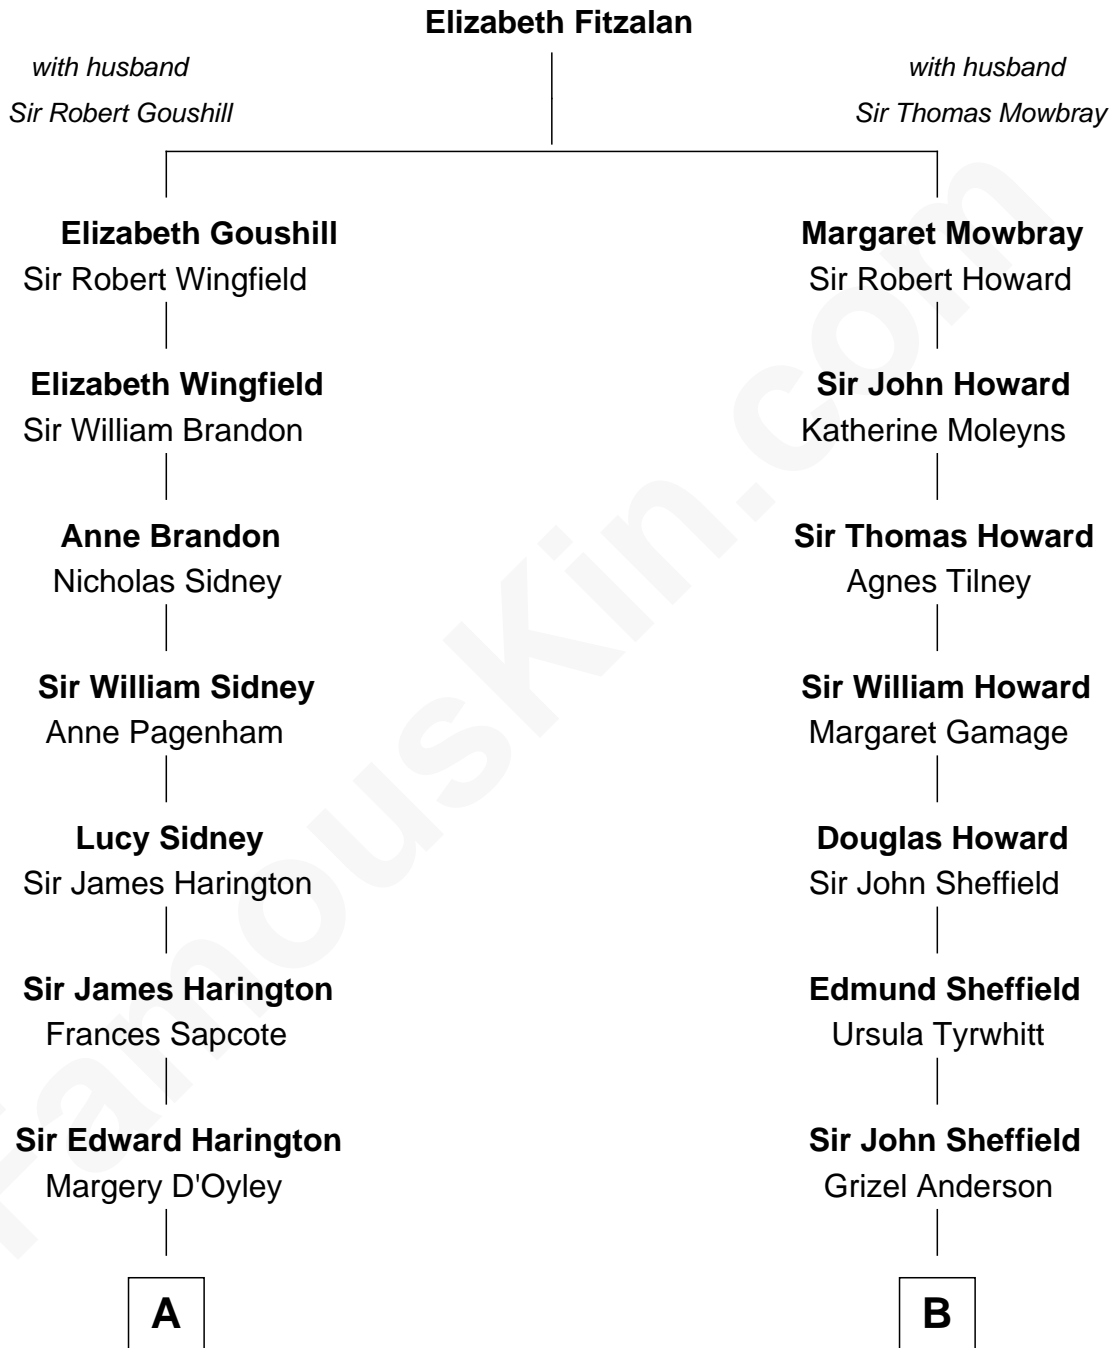 Elizabeth Fitzalan
with husband
Sir Robert Goushill
with husband
Sir Thomas Mowbray
Elizabeth Goushill
Sir Robert Wingfield
Margaret Mowbray
Sir Robert Howard
Elizabeth Wingfield
Sir William Brandon
Sir John Howard
Katherine Moleyns
Anne Brandon
Nicholas Sidney
Sir Thomas Howard
Agnes Tilney
Sir William Sidney
Anne Pagenham
Sir William Howard
Margaret Gamage
Lucy Sidney
Sir James Harington
Douglas Howard
Sir John Sheffield
Sir James Harington
Frances Sapcote
Edmund Sheffield
Ursula Tyrwhitt
Sir Edward Harington
Margery D'Oyley
Sir John Sheffield
Grizel Anderson
A
B
FamousKin.com